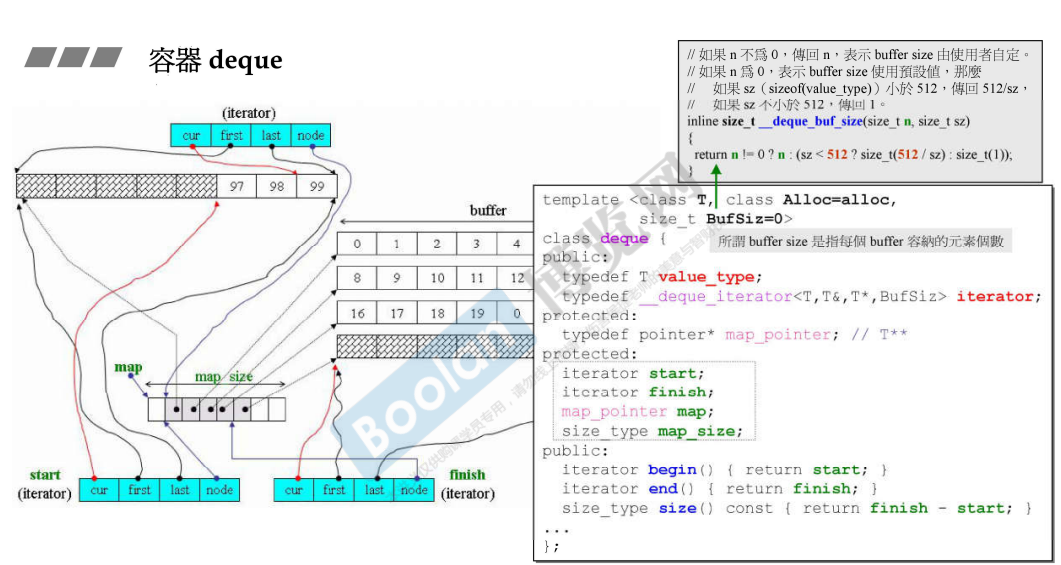 容器 deque
// 如果 n 不為 0，傳回 n，表示 buffer size 由使用者自定。
// 如果 n 為 0，表示 buffer size 使用預設值，那麼
// 如果 sz（sizeof(value_type)）小於 512，傳回 512/sz，
// 如果 sz 不小於 512，傳回 1。
inline size_t __deque_buf_size(size_t n, size_t sz)
{
return n != 0 ? n : (sz < 512 ? size_t(512 / sz) : size_t(1));
}
(iterator)
cur first last node
97 98 99
buffer
0 1 2 3 4
8 9 10 11 12
16 17 18 19 0
map
map size
start
(iterator)
cur first last node
cur first last node
finish
(iterator)
template <class T, class Alloc=alloc,
size_t BufSiz=0>
class deque {
所謂 buffer size 是指每個 buffer 容納的元素個數
public:
typedef T value_type;
typedef __deque_iterator<T,T&,T*,BufSiz> iterator;
protected:
typedef pointer* map_pointer; // T**
protected:
iterator start;
iterator finish;
map_pointer map;
size_type map_size;
public:
iterator begin() { return start; }
iterator end() { return finish; }
size_type size() const { return finish - start; }
...
};
Boolan
博览网